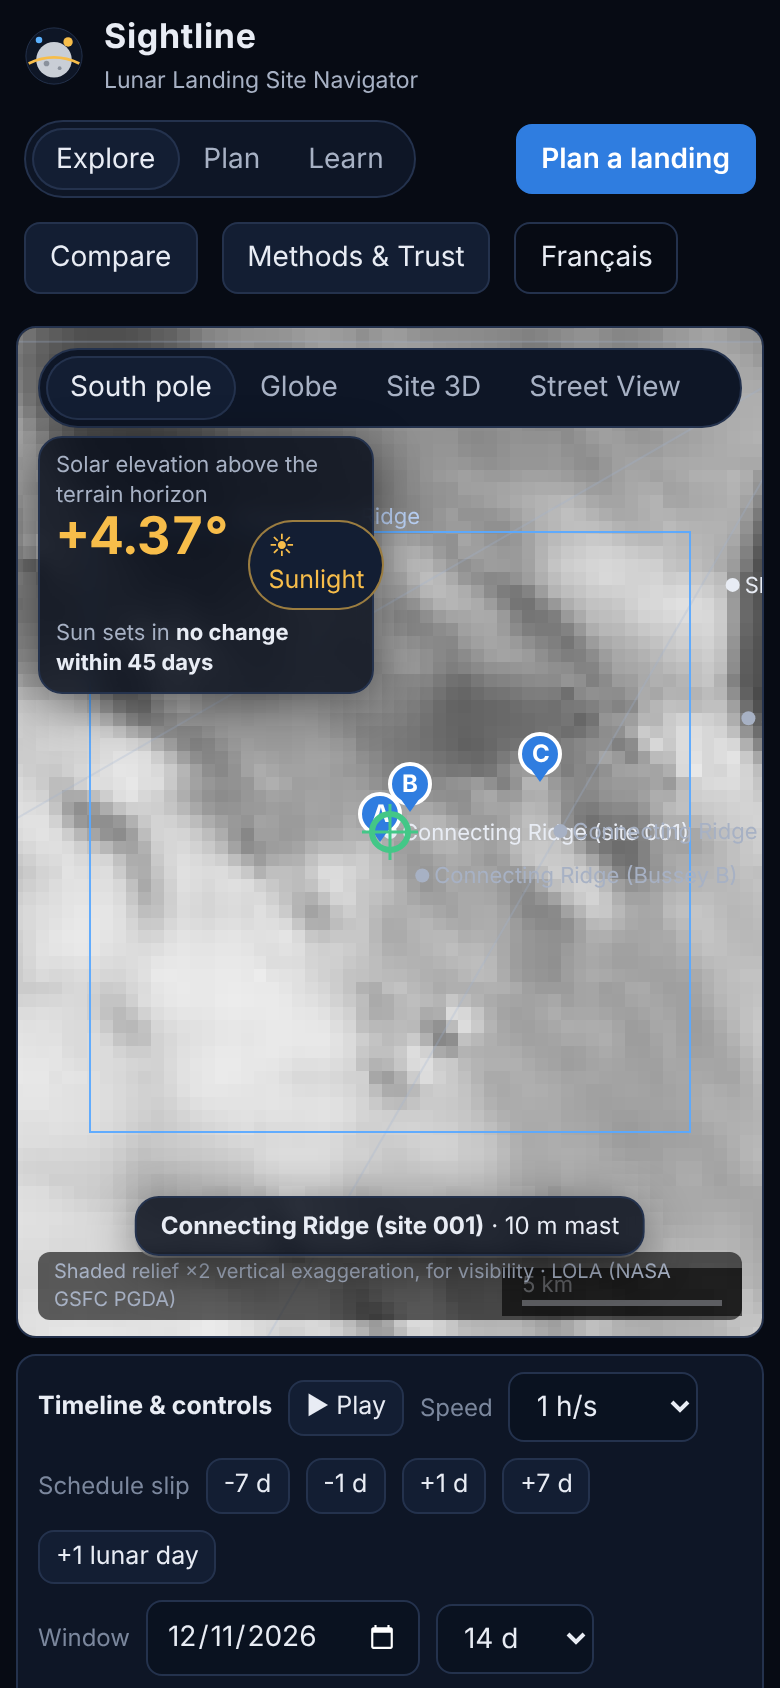 Sightline
Lunar Landing Site Navigator
Explore
Plan
Learn
Plan a landing
Compare
Methods & Trust
Français
South pole
Globe
Site 3D
Street View
Solar elevation above the
terrain horizon
+4.37°
☀
Sunlight
Sun sets in no change
within 45 days
idge
C
B
A
Connecting Ridge (site 001)
Connecting Ridge
Connecting Ridge (Bussey B)
Connecting Ridge (site 001) · 10 m mast
Shaded relief ×2 vertical exaggeration, for visibility · LOLA (NASA
GSFC PGDA)
5 km
Timeline & controls
▶ Play
Speed
1 h/s
Schedule slip
-7 d
-1 d
+1 d
+7 d
+1 lunar day
Window
12/11/2026
14 d